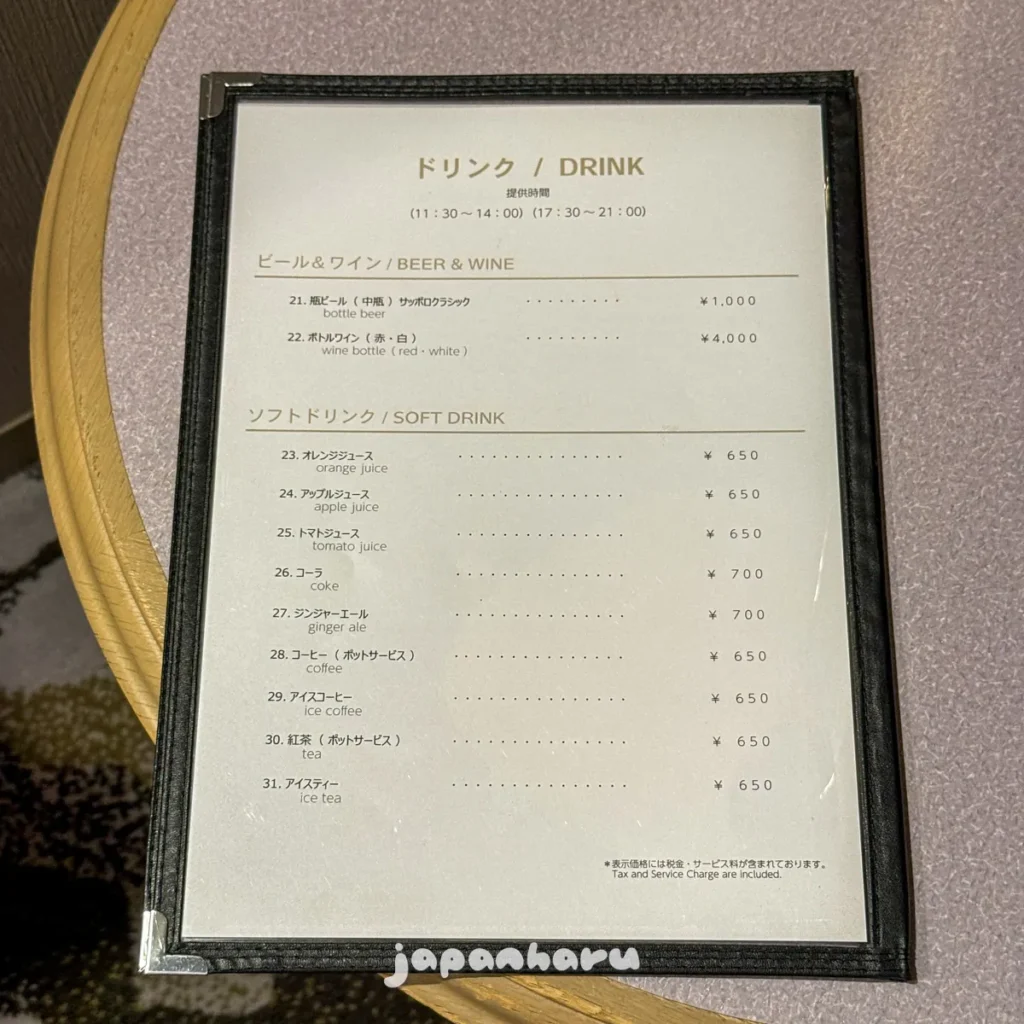 ドリンク / DRINK
提供時間
(11：30～14：00) (17：30～21：00)
ビール＆ワイン / BEER & WINE
21. 瓶ビール ( 中瓶 ) サッポロクラシック ········· ￥1,000
bottle beer
22. ボトルワイン ( 赤・白 ) ········· ￥4,000
wine bottle ( red・white )
ソフトドリンク / SOFT DRINK
23. オレンジジュース ··············· ￥ 650
orange juice
24. アップルジュース ··············· ￥ 650
apple juice
25. トマトジュース ··············· ￥ 650
tomato juice
26. コーラ ··············· ￥ 700
coke
27. ジンジャーエール ··············· ￥ 700
ginger ale
28. コーヒー ( ポットサービス ) ··············· ￥ 650
coffee
29. アイスコーヒー ··············· ￥ 650
ice coffee
30. 紅茶 ( ポットサービス ) ··············· ￥ 650
tea
31. アイスティー ··············· ￥ 650
ice tea
＊表示価格には税金・サービス料が含まれております。
Tax and Service Charge are included.
japanharu